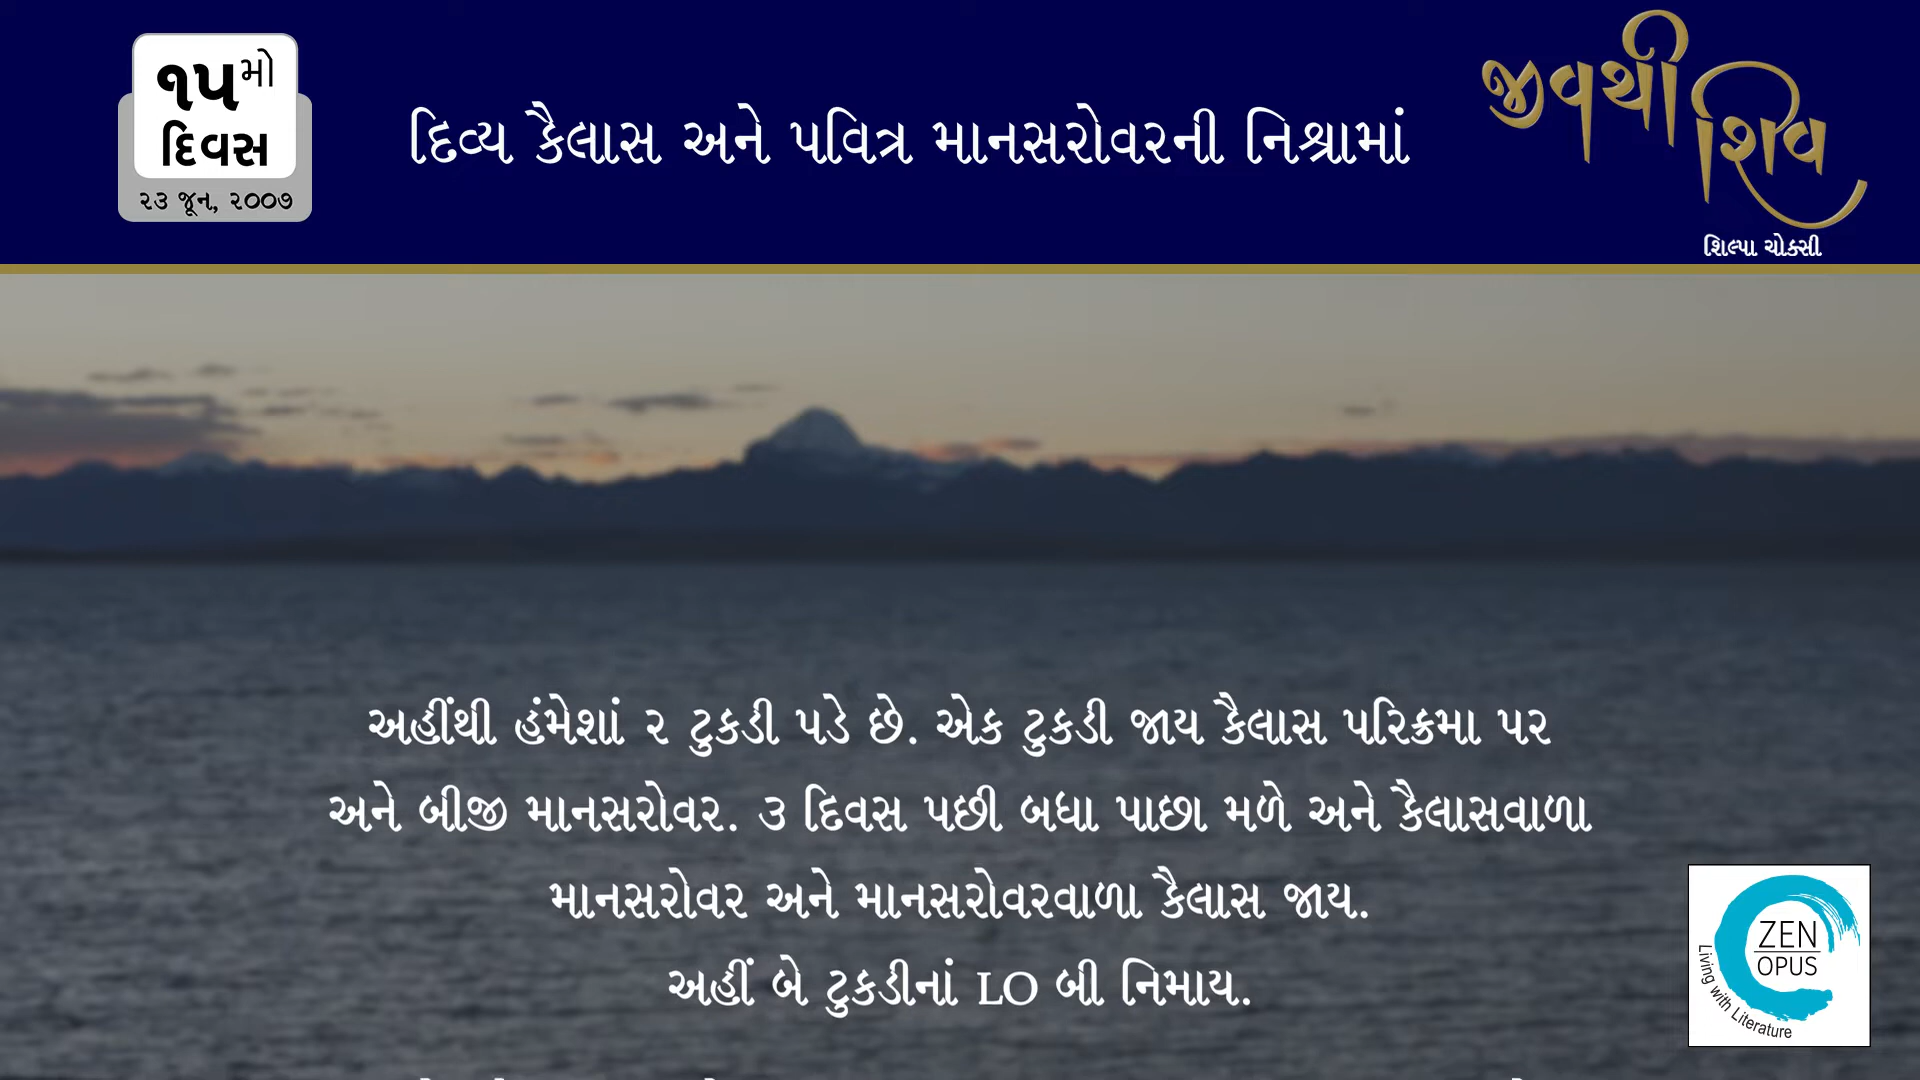 ૧૫મો
દિવસ
૨૩ જૂન, ૨૦૦૭
દિવ્ય કૈલાસ અને પવિત્ર માનસરોવરની નિશ્રામાં
જીવથી
શિવ
શિલ્પા ચોક્સી
અહીંથી હંમેશાં ૨ ટુકડી પડે છે. એક ટુકડી જાય કૈલાસ પરિક્રમા પર
અને બીજી માનસરોવર. ૩ દિવસ પછી બધા પાછા મળે અને કૈલાસવાળા
માનસરોવર અને માનસરોવરવાળા કૈલાસ જાય.
અહીં બે ટુકડીનાં LO બી નિમાય.
ZEN
OPUS
Living with Literature